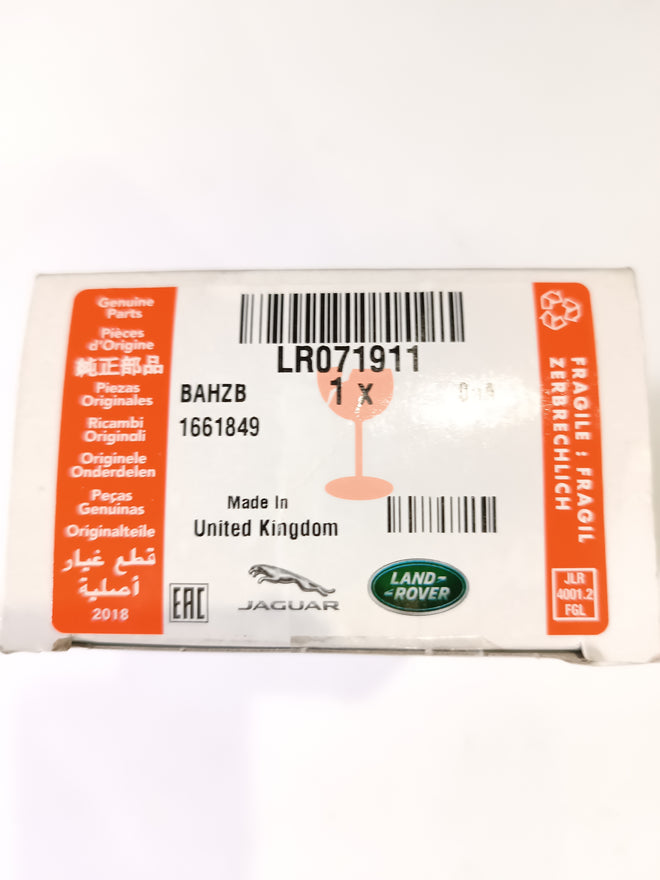 Genuine
Parts
Pièces
d'Origine
純正部品
Piezas
Originales
Ricambi
Originali
Originele
Onderdelen
Peças
Genuinas
Originalteile
قطع غيار
أصلية
2018
LR071911
1 x
BAHZB
1661849
Made In
United Kingdom
EAC
JAGUAR
LAND-
-ROVER
FRAGILE : FRAGIL
ZERBRECHLICH
JLR
4001.2
FGL